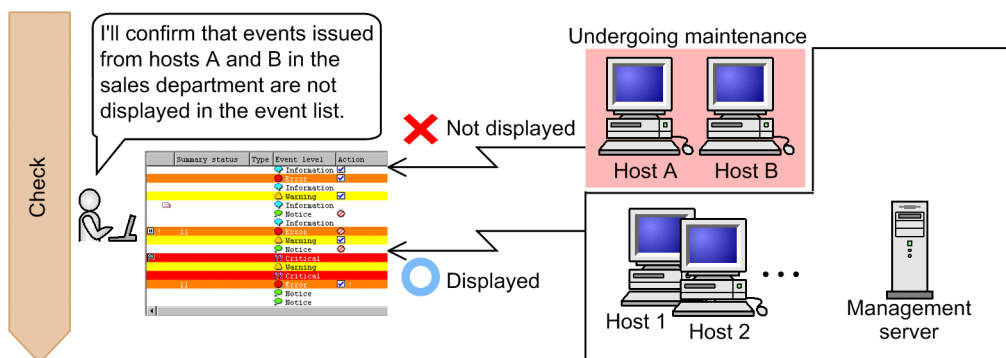 Check
I'll confirm that events issued
from hosts A and B in the
sales department are not
displayed in the event list.
Undergoing maintenance
Not displayed
Host A
Host B
Summary status Type Event level Action
Information
Error
Information
Warning
Information
Notice
Information
! 11 Error
Warning
Notice
Critical
Warning
Critical
11 Error !
Notice
Notice
Displayed
Host 1
Host 2
...
Management
server